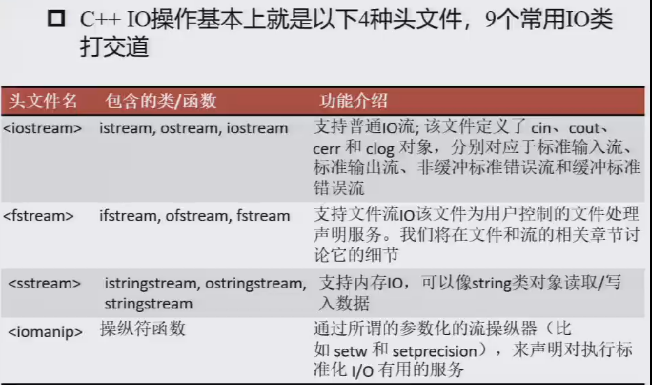 C++ IO操作基本上就是以下4种头文件，9个常用IO类
打交道
头文件名 包含的类/函数 功能介绍
<iostream> istream, ostream, iostream 支持普通IO流; 该文件定义了 cin、cout、
cerr 和 clog 对象，分别对应于标准输入流、
标准输出流、非缓冲标准错误流和缓冲标准
错误流
<fstream> ifstream, ofstream, fstream 支持文件流IO该文件为用户控制的文件处理
声明服务。我们将在文件和流的相关章节讨
论它的细节
<sstream> istringstream, ostringstream, 支持内存IO，可以像string类对象读取/写
stringstream 入数据
<iomanip> 操纵符函数 通过所谓的参数化的流操纵器（比
如 setw 和 setprecision），来声明对执行标
准化 I/O 有用的服务